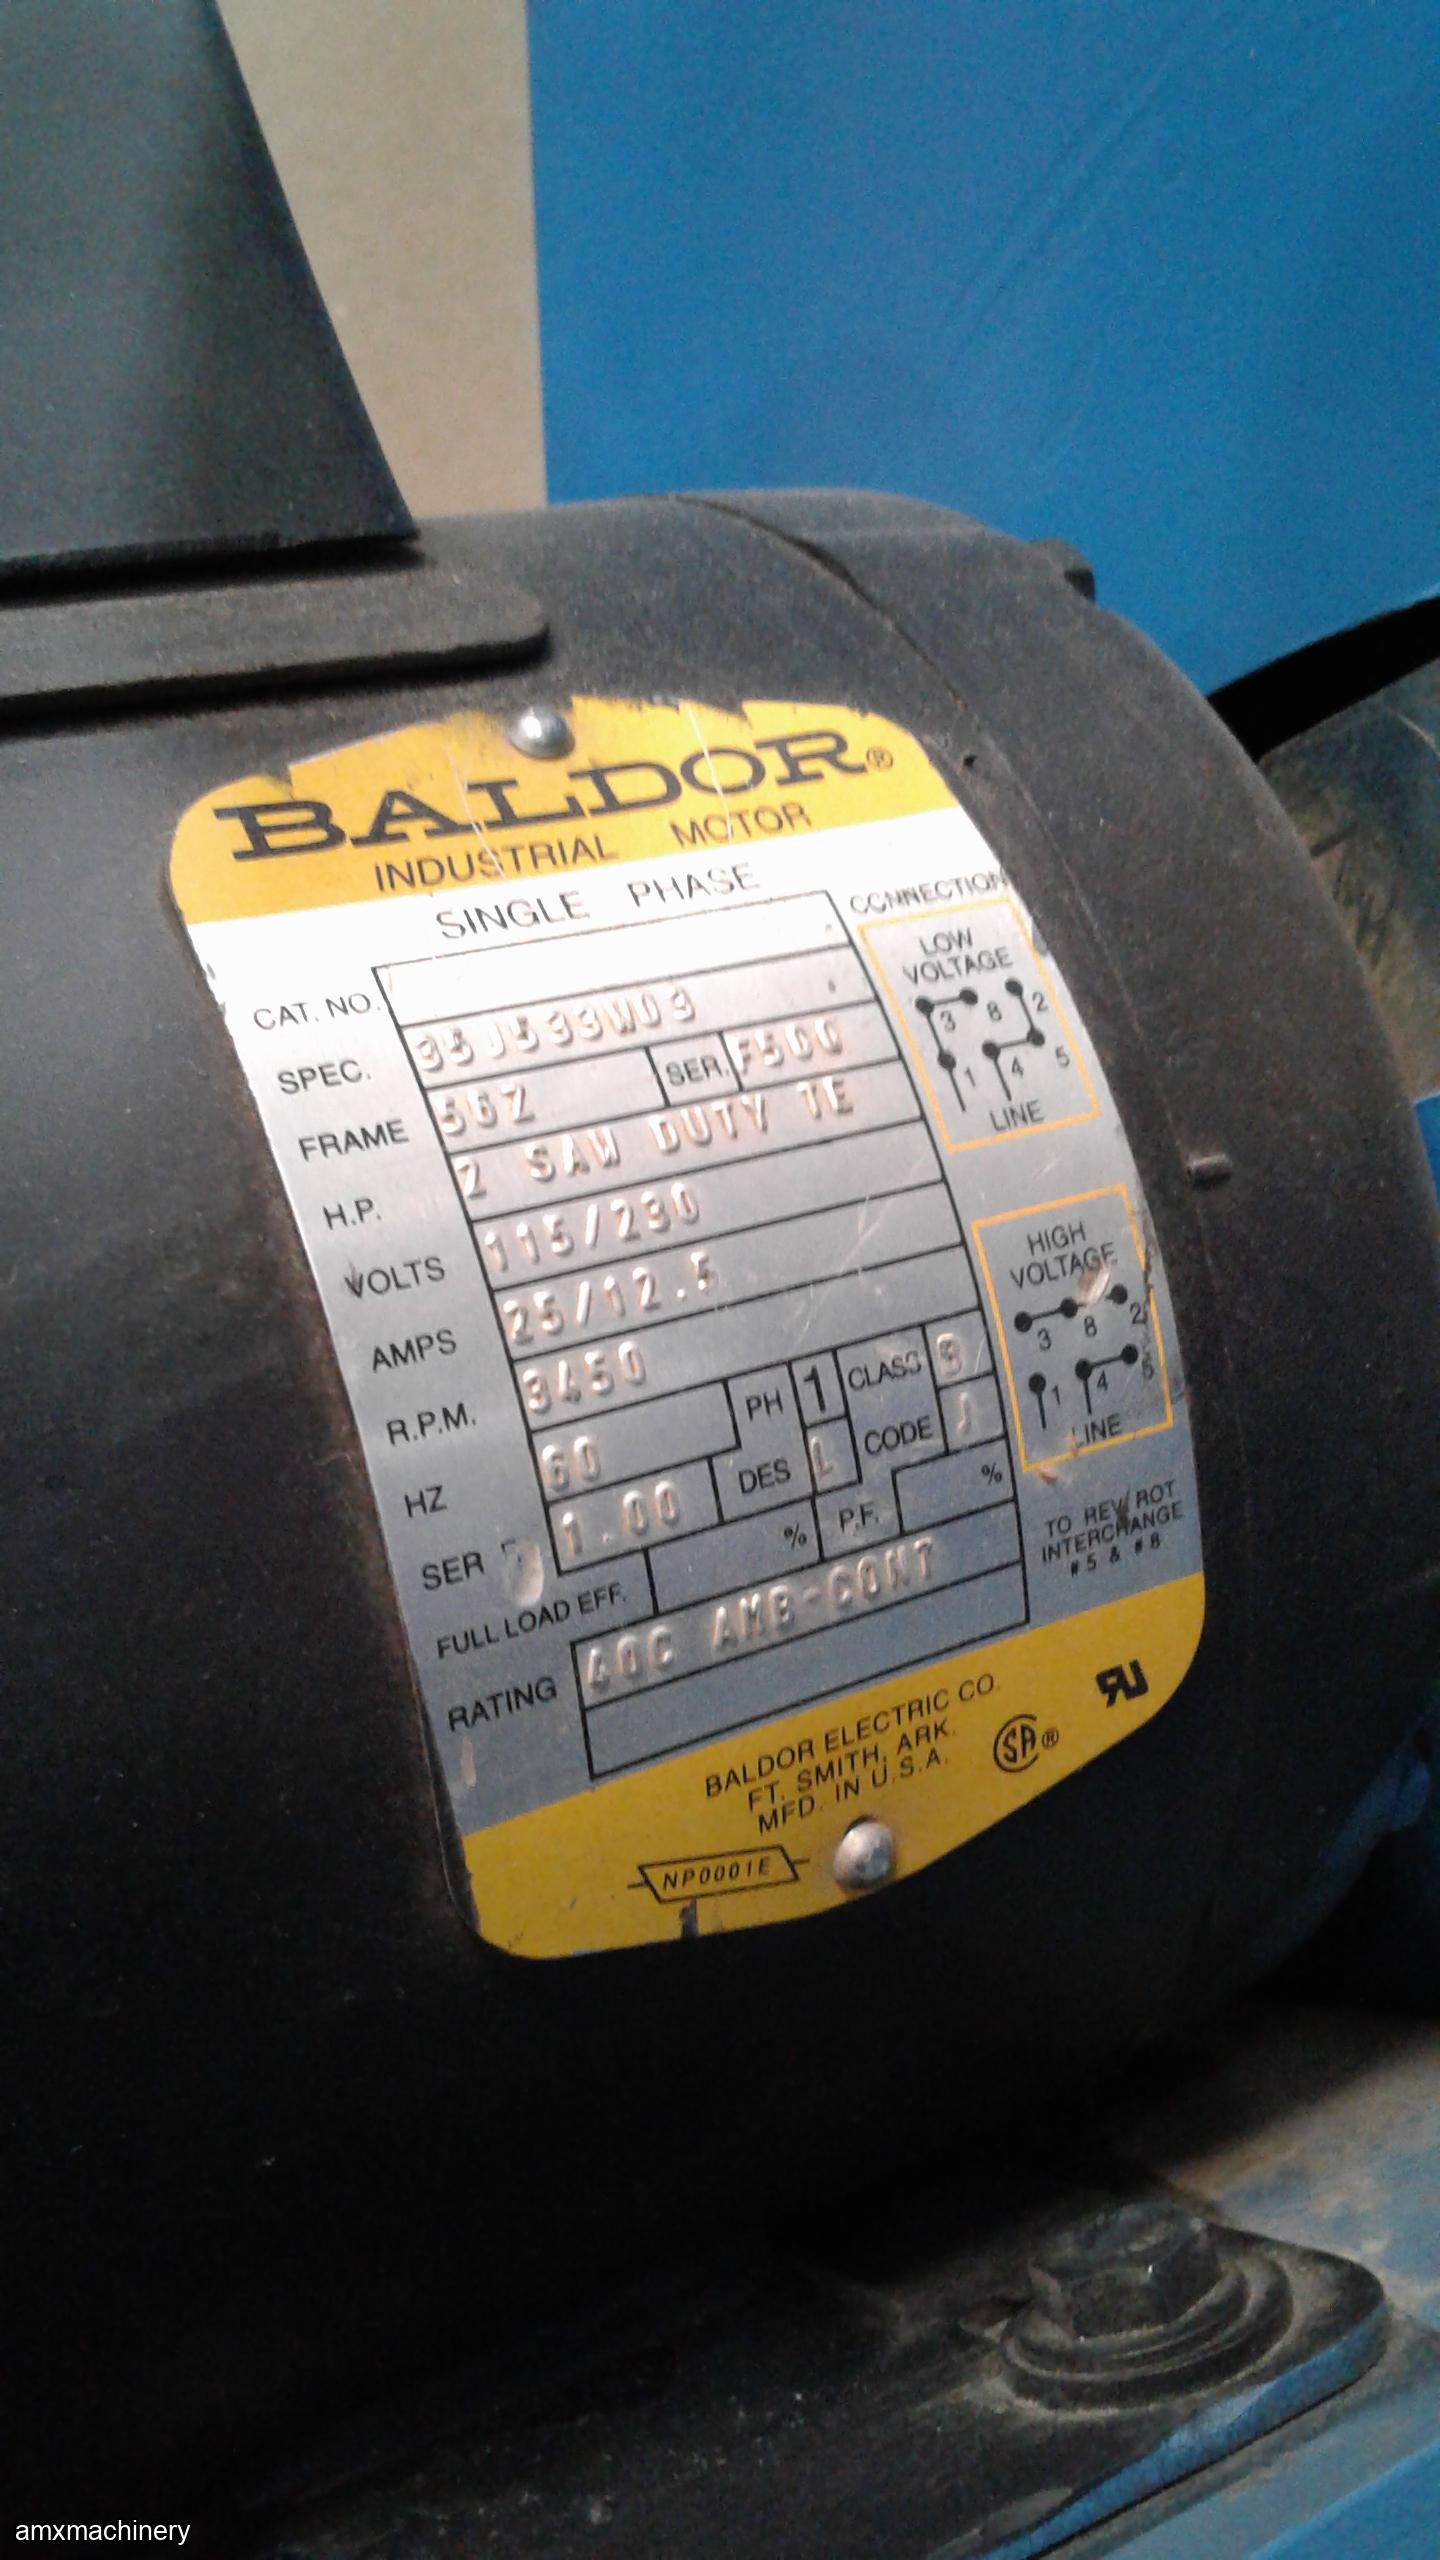 BALDOR®
INDUSTRIAL MOTOR
SINGLE PHASE
CAT. NO.
SPEC. 35J533W03
FRAME 56Z SER. F500
H.P. 2 SAW DUTY TE
VOLTS 115/230
AMPS 25/12.5
R.P.M. 3450
HZ 60 PH 1 CLASS B
SER 1.00 DES L CODE J
FULL LOAD EFF. % P.F. %
RATING 40C AMB-CONT
CONNECTION
LOW
VOLTAGE
3 8 2
1 4 5
LINE
HIGH
VOLTAGE
3 8 2
1 4 5
LINE
TO REV ROT
INTERCHANGE
#5 & #8
BALDOR ELECTRIC CO.
FT. SMITH, ARK.
MFD. IN U.S.A.
SA®
NP0001E
amxmachinery